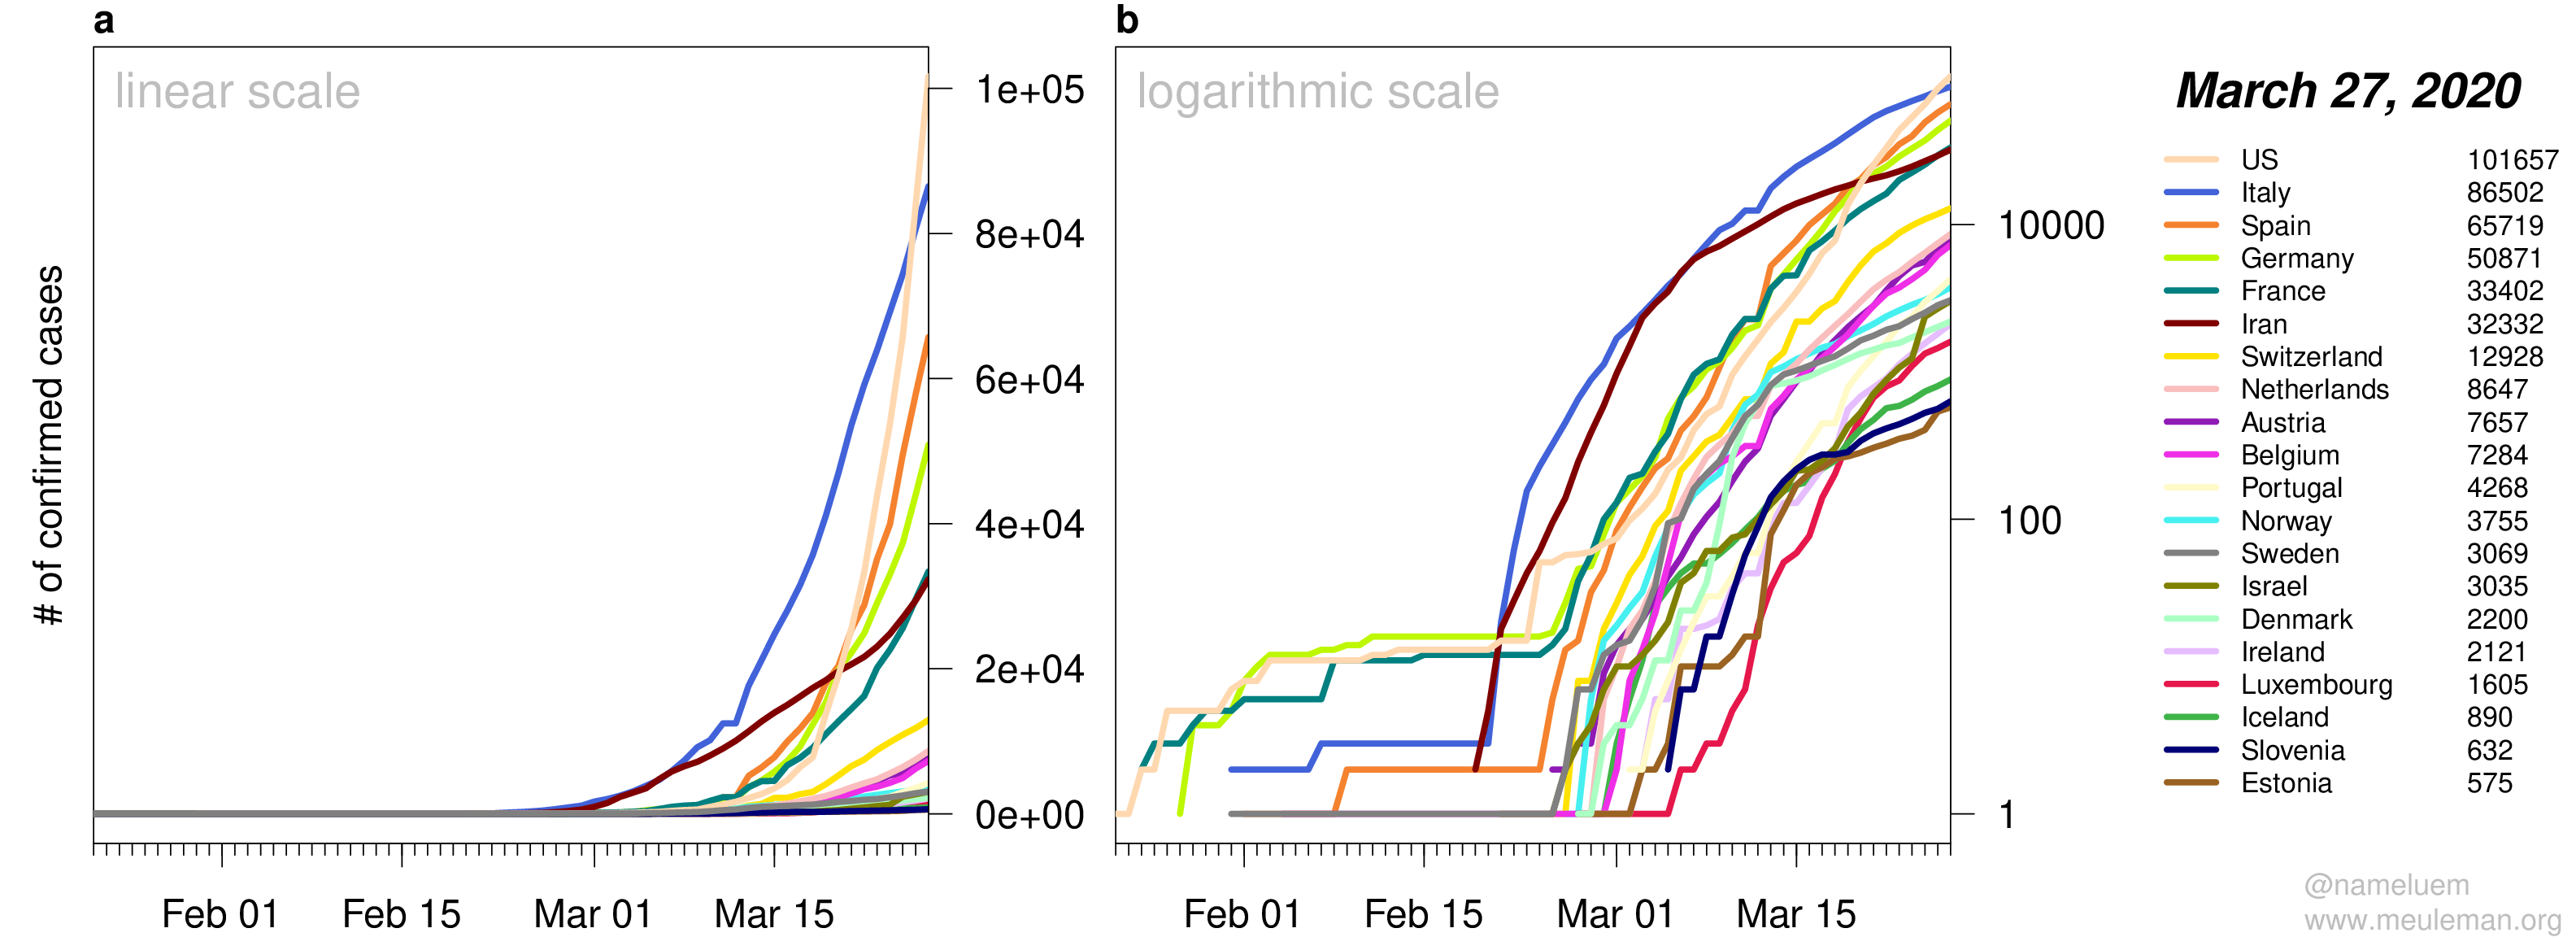 a
linear scale
# of confirmed cases
1e+05
8e+04
6e+04
4e+04
2e+04
0e+00
Feb 01 Feb 15 Mar 01 Mar 15
b
logarithmic scale
10000
100
1
Feb 01 Feb 15 Mar 01 Mar 15
March 27, 2020
US 101657
Italy 86502
Spain 65719
Germany 50871
France 33402
Iran 32332
Switzerland 12928
Netherlands 8647
Austria 7657
Belgium 7284
Portugal 4268
Norway 3755
Sweden 3069
Israel 3035
Denmark 2200
Ireland 2121
Luxembourg 1605
Iceland 890
Slovenia 632
Estonia 575
@nameluem
www.meuleman.org